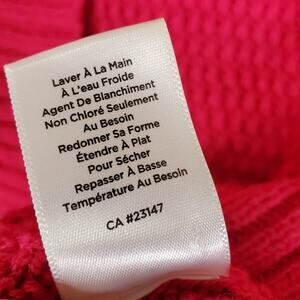 Laver À La Main
À L'eau Froide
Agent De Blanchiment
Non Chloré Seulement
Au Besoin
Redonner Sa Forme
Étendre À Plat
Pour Sécher
Repasser À Basse
Température Au Besoin
CA #23147